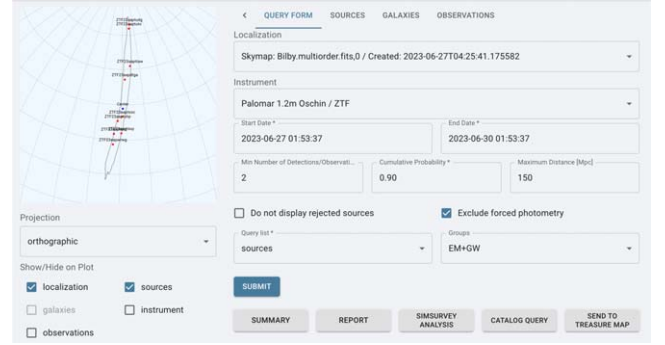 QUERY FORM SOURCES GALAXIES OBSERVATIONS
Localization
Skymap: Bilby.multiorder.fits,0 / Created: 2023-06-27T04:25:41.175582
Instrument
Palomar 1.2m Oschin / ZTF
Start Date * End Date *
2023-06-27 01:53:37 2023-06-30 01:53:37
Min Number of Detections/Observati... Cumulative Probability * Maximum Distance [Mpc]
2 0.90 150
Do not display rejected sources Exclude forced photometry
Query list * Groups
sources EM+GW
SUBMIT
SUMMARY REPORT SIMSURVEY ANALYSIS CATALOG QUERY SEND TO TREASURE MAP
Projection
orthographic
Show/Hide on Plot
localization sources
galaxies instrument
observations